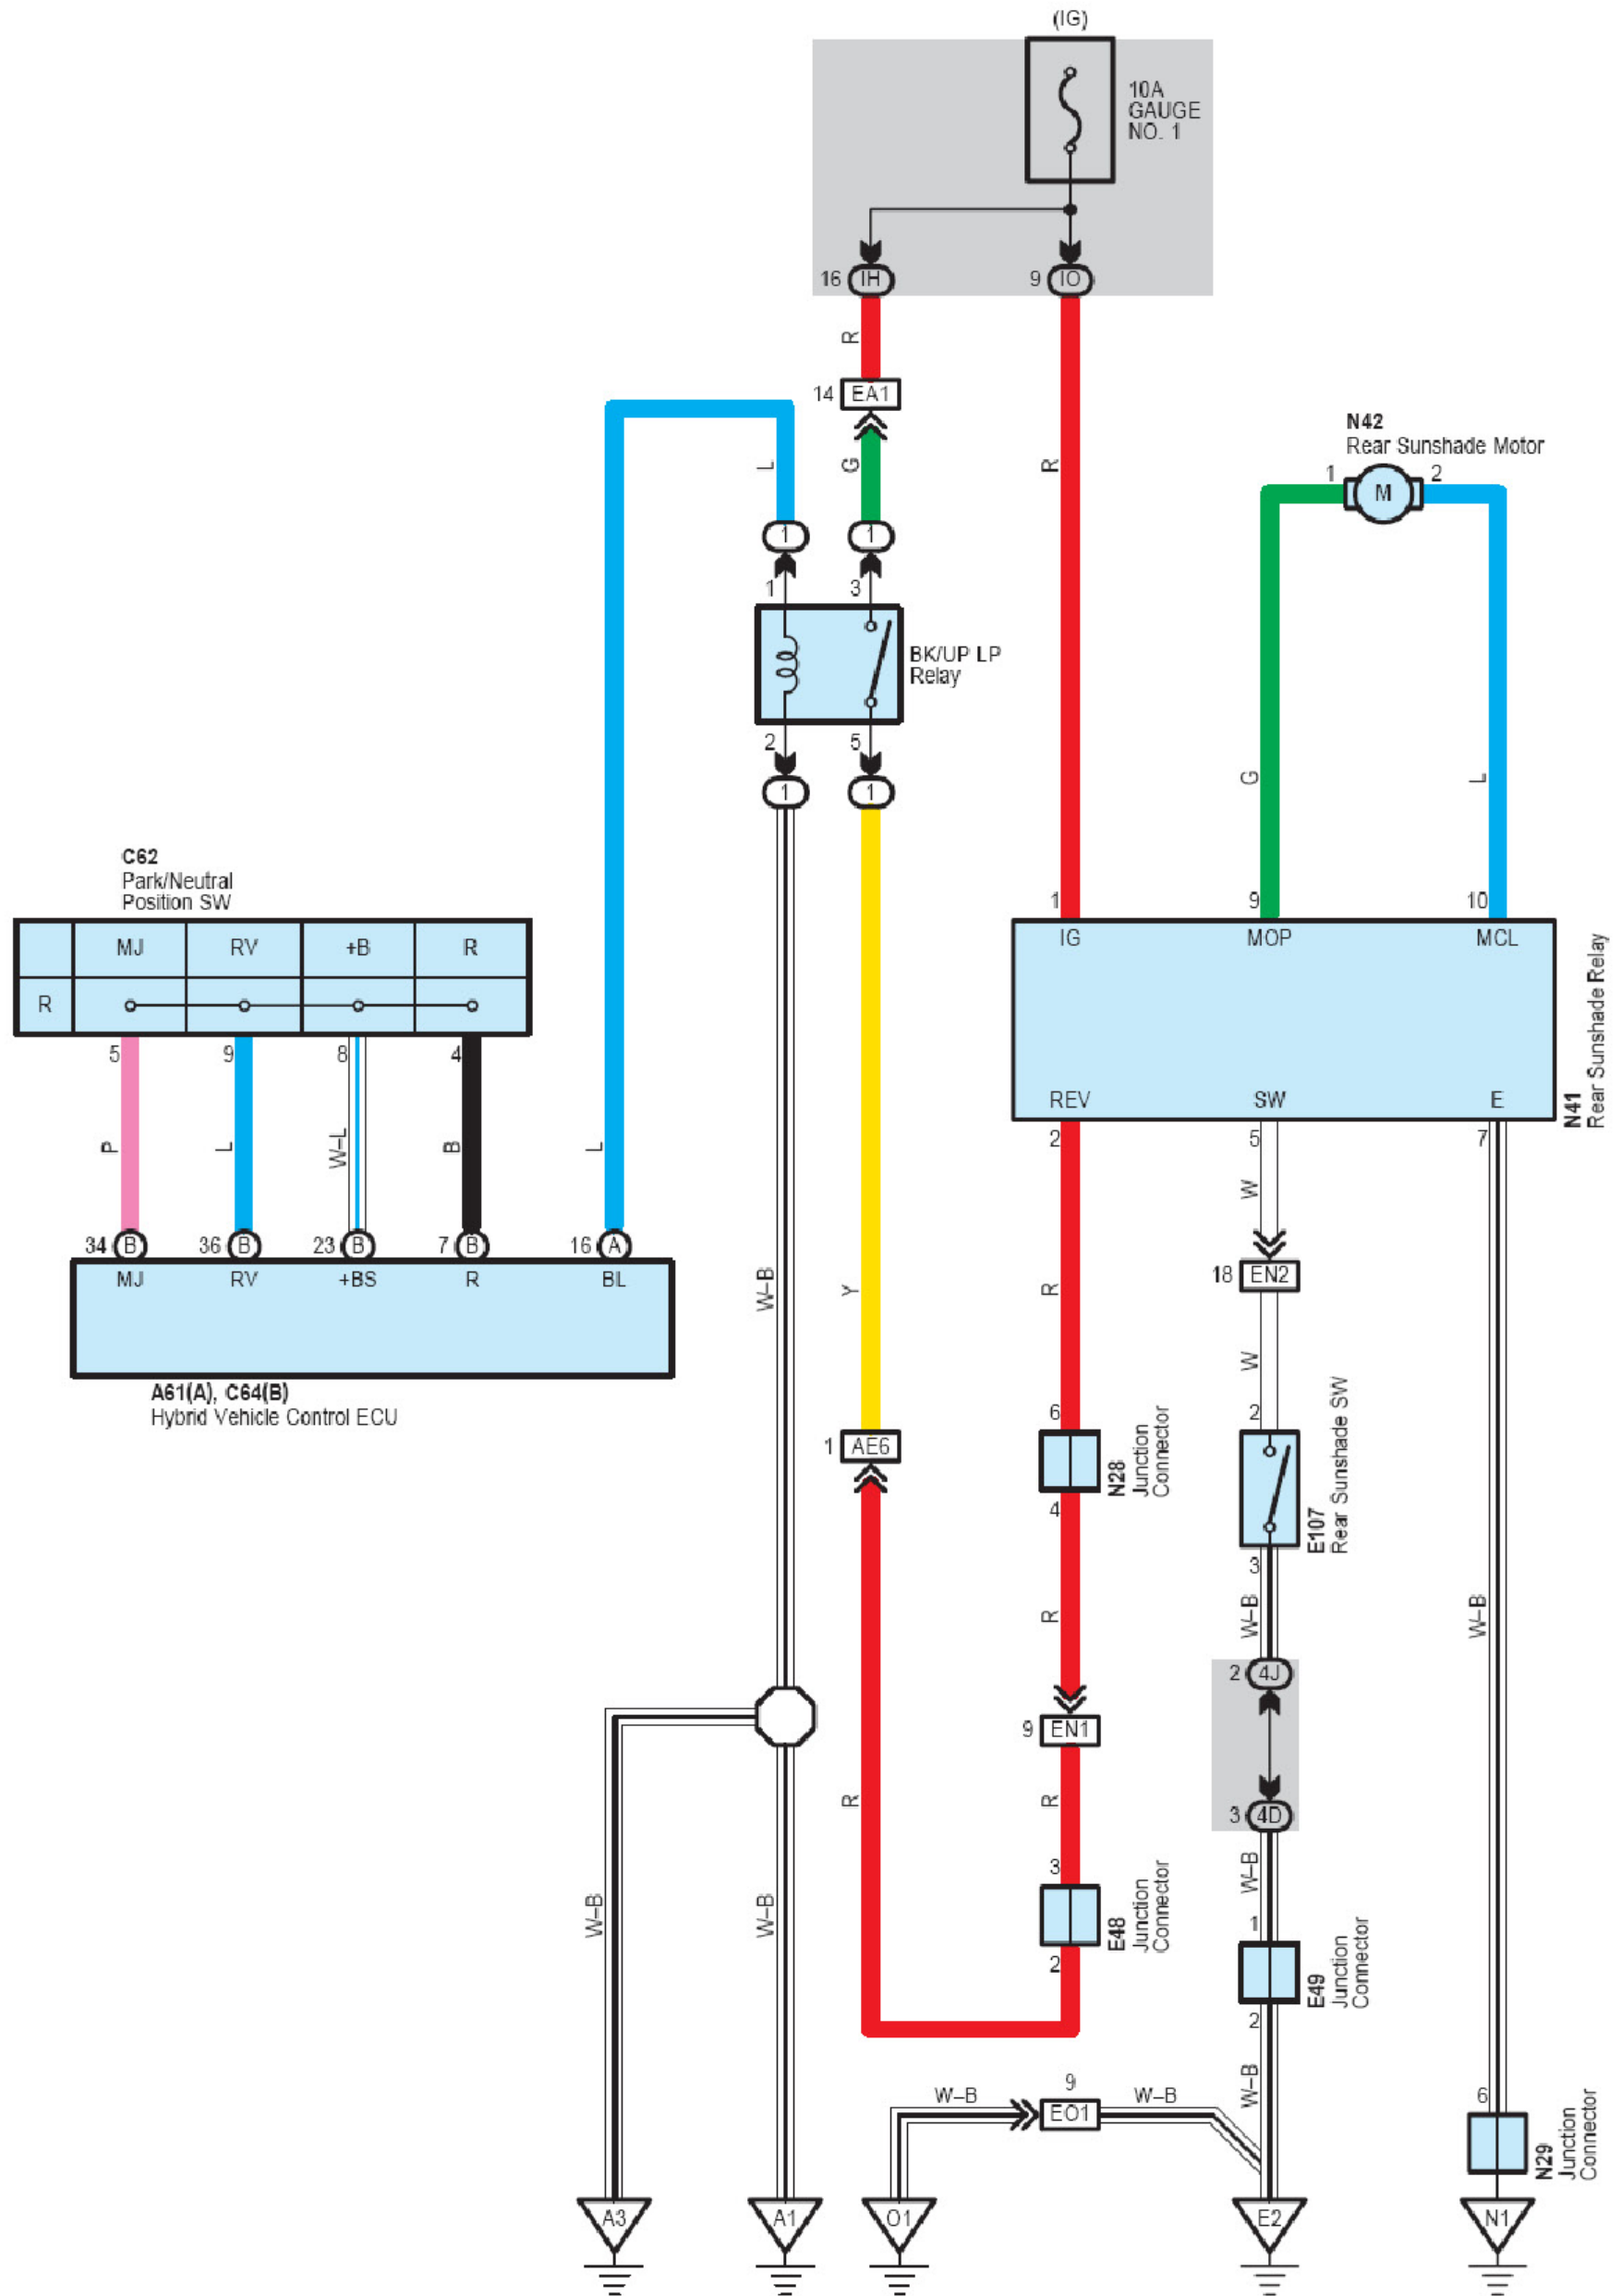 (IG)
10A
GAUGE
NO. 1
16 IH
9 IO
R
14 EA1
L
G
R
N42
Rear Sunshade Motor
1
M
2
1
1
1
3
BK/UP LP
Relay
2
5
1
1
G
L
C62
Park/Neutral
Position SW
MJ
RV
+B
R
R
5
9
8
4
P
L
W-L
B
L
34 B
36 B
23 B
7 B
16 A
MJ
RV
+BS
R
BL
A61(A), C64(B)
Hybrid Vehicle Control ECU
1
9
10
IG
MOP
MCL
REV
SW
E
N41
Rear Sunshade Relay
2
5
7
W
18 EN2
W-B
Y
R
W
1 AE6
6
N28
Junction
Connector
4
2
E107
Rear Sunshade SW
3
R
W-B
W-B
2 4J
9 EN1
R
R
3 4D
W-B
W-B
W-B
3
E48
Junction
Connector
2
1
E49
Junction
Connector
2
W-B
W-B
9
EO1
W-B
6
N29
Junction
Connector
A3
A1
O1
E2
N1